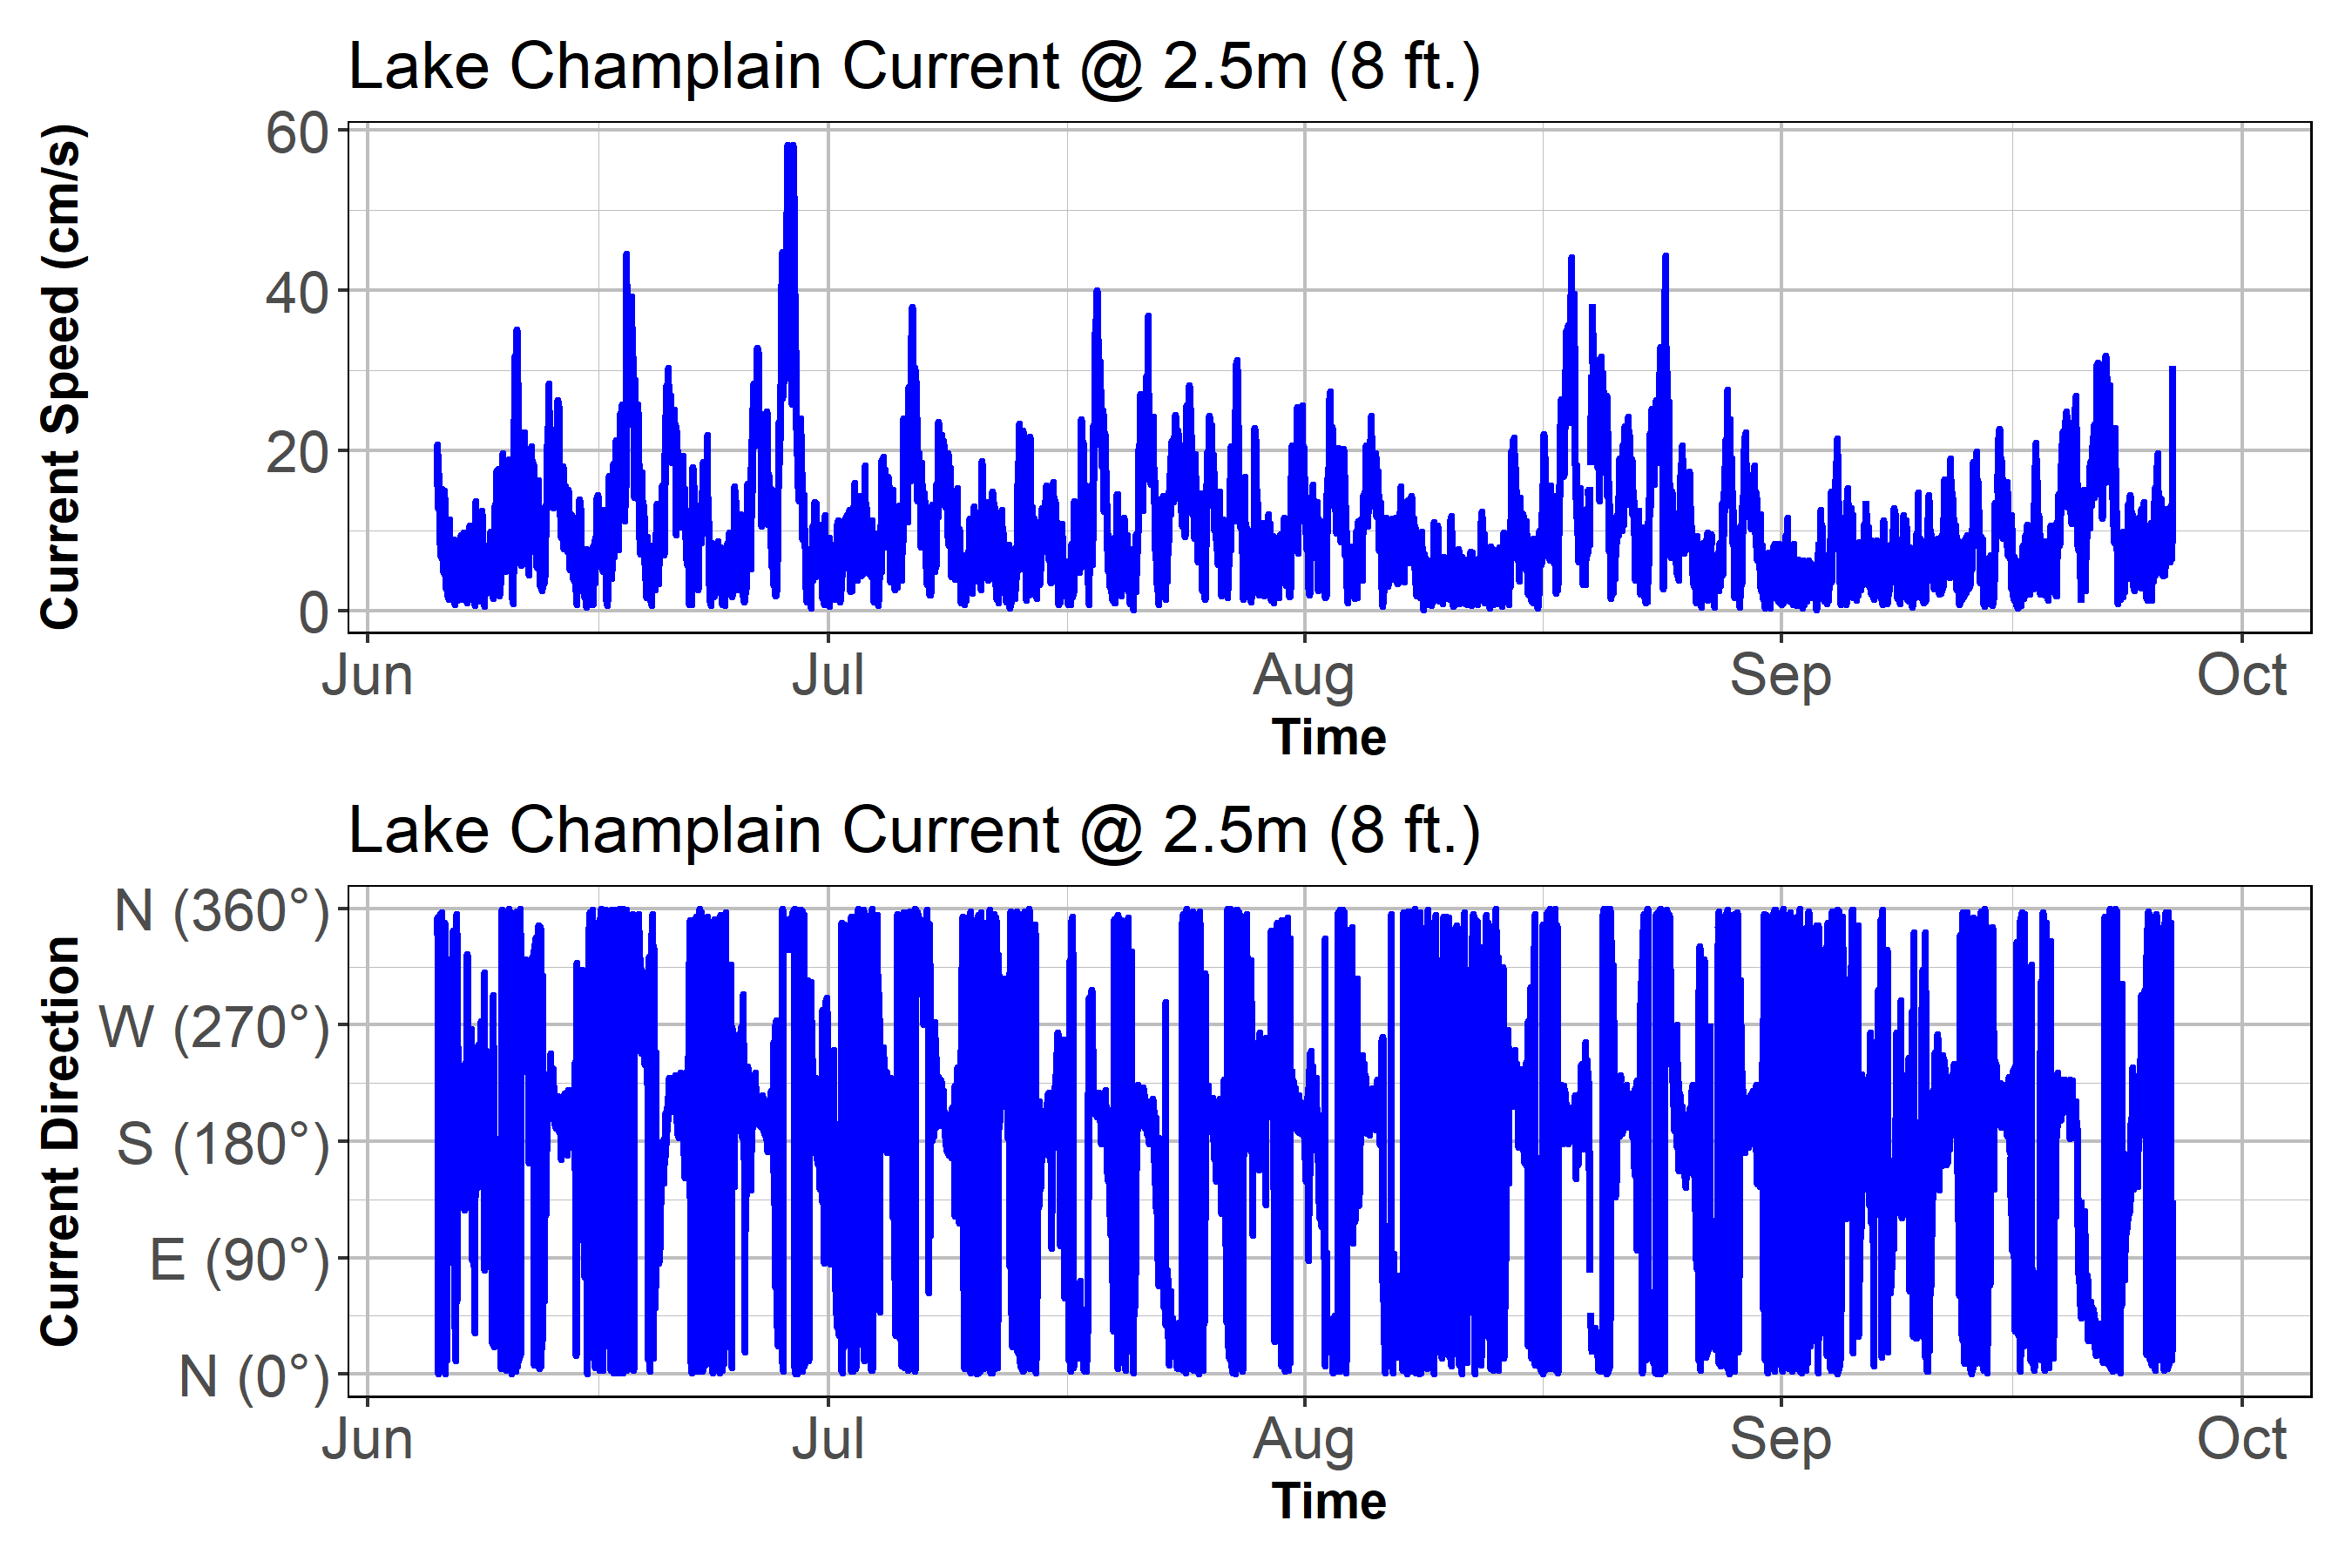 Lake Champlain Current @ 2.5m (8 ft.)
Current Speed (cm/s)
60
40
20
0
Jun Jul Aug Sep Oct
Time
Lake Champlain Current @ 2.5m (8 ft.)
Current Direction
N (360°)
W (270°)
S (180°)
E (90°)
N (0°)
Jun Jul Aug Sep Oct
Time